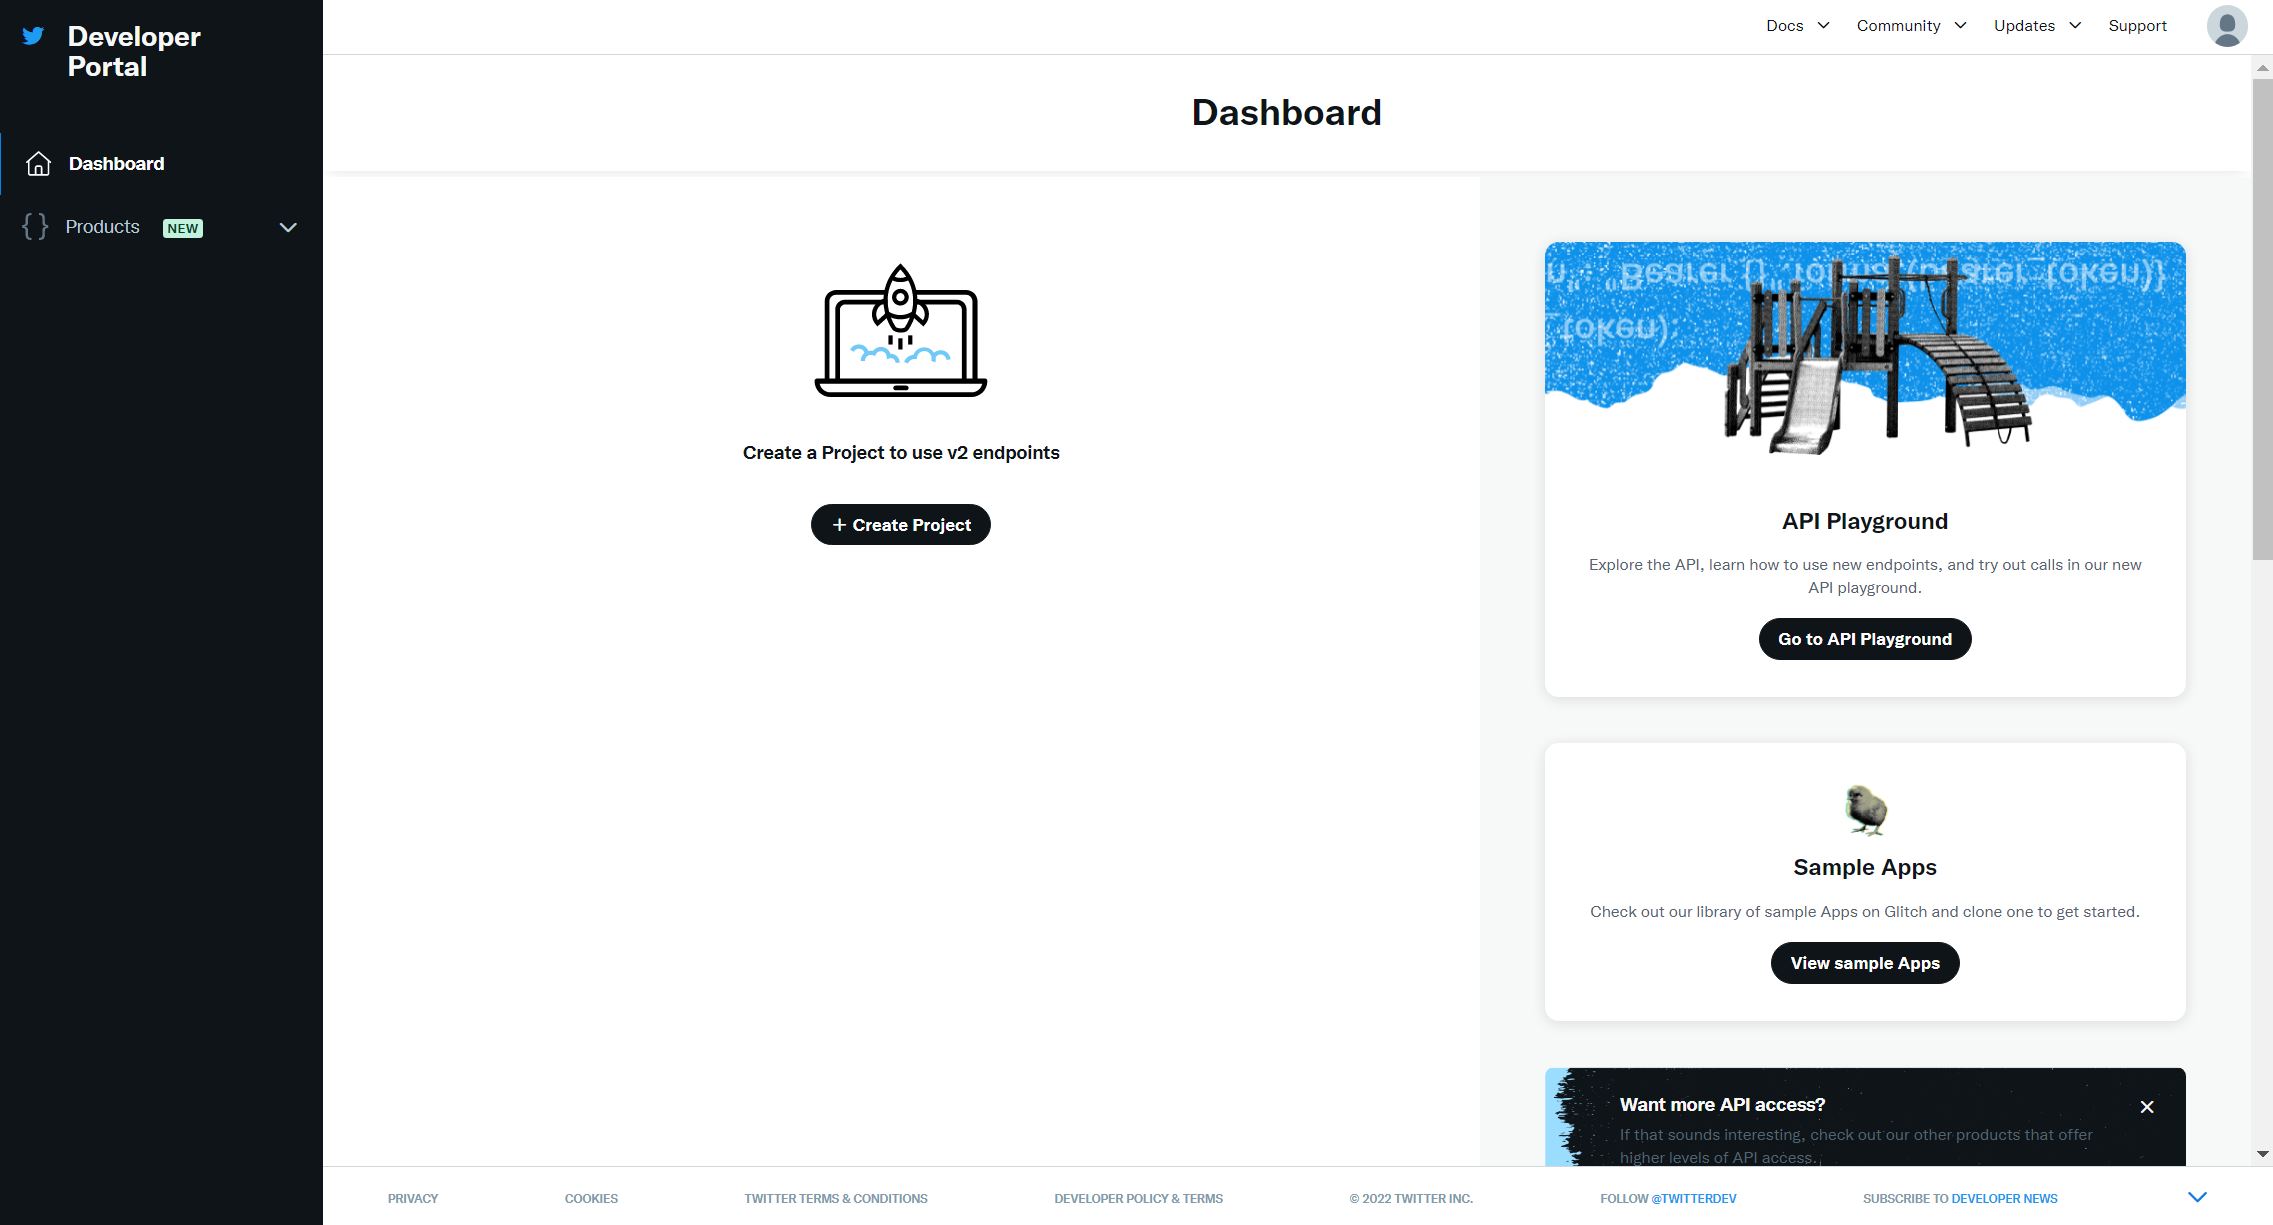 Developer
Portal
Docs
Community
Updates
Support
Dashboard
Products NEW
Dashboard
Create a Project to use v2 endpoints
+ Create Project
API Playground
Explore the API, learn how to use new endpoints, and try out calls in our new
API playground.
Go to API Playground
Sample Apps
Check out our library of sample Apps on Glitch and clone one to get started.
View sample Apps
Want more API access?
If that sounds interesting, check out our other products that offer
higher levels of API access.
PRIVACY
COOKIES
TWITTER TERMS & CONDITIONS
DEVELOPER POLICY & TERMS
© 2022 TWITTER INC.
FOLLOW @TWITTERDEV
SUBSCRIBE TO DEVELOPER NEWS